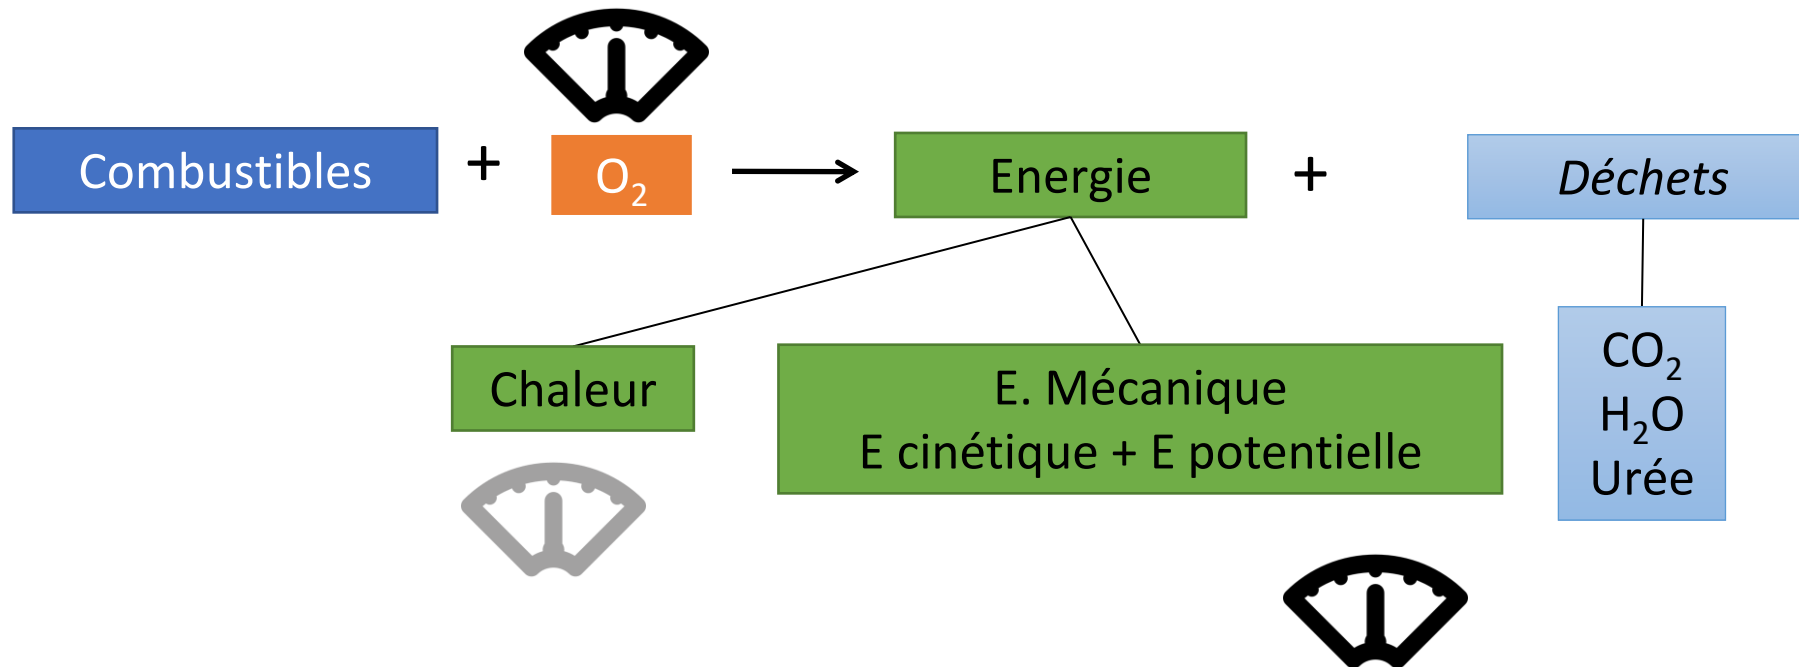 Combustibles + O₂ → Energie + Déchets
Chaleur
E. Mécanique
E cinétique + E potentielle
CO₂
H₂O
Urée